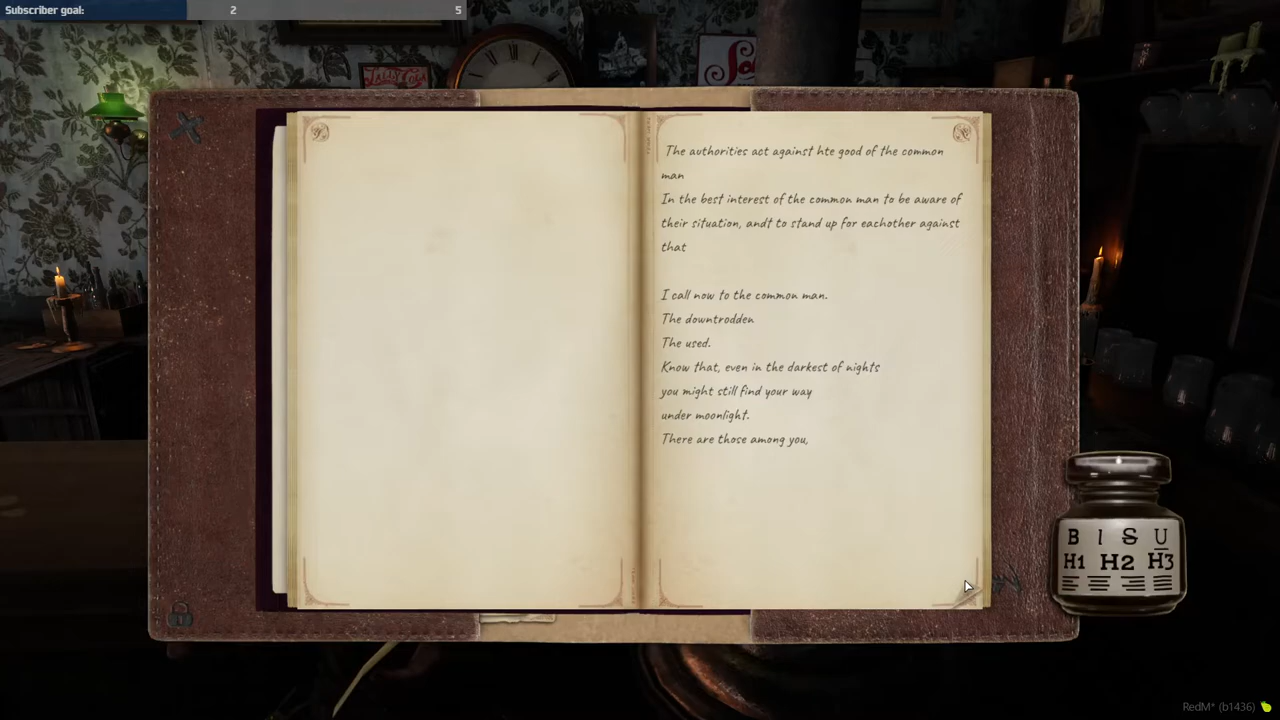 Subscriber goal: 2 5
The authorities act against hte good of the common
man
In the best interest of the common man to be aware of
their situation, andt to stand up for eachother against
that
I call now to the common man.
The downtrodden
The used.
Know that, even in the darkest of nights
you might still find your way
under moonlight.
There are those among you,
B I S U
H1 H2 H3
RedM* (b1436)